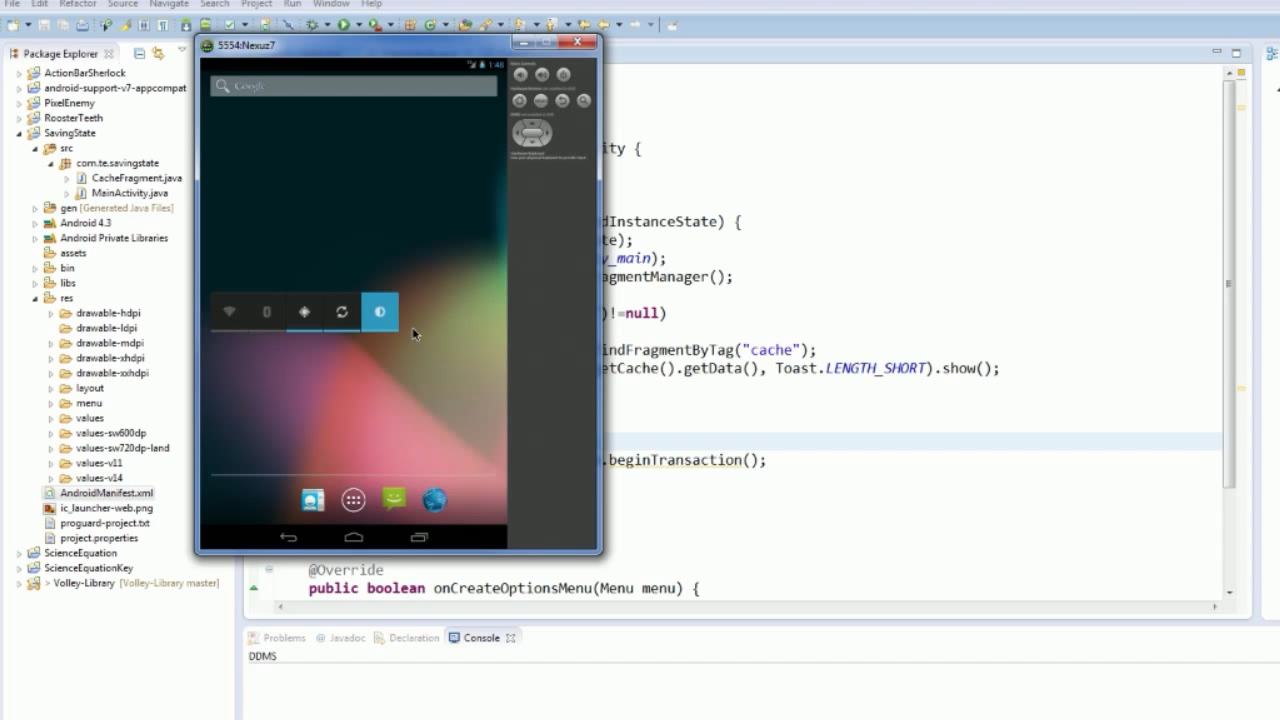 File Edit Refactor Source Navigate Search Project Run Window Help
Package Explorer
ActionBarSherlock
android-support-v7-appcompat
PixelEnemy
RoosterTeeth
SavingState
src
com.te.savingstate
CacheFragment.java
MainActivity.java
gen [Generated Java Files]
Android 4.3
Android Private Libraries
assets
bin
libs
res
drawable-hdpi
drawable-ldpi
drawable-mdpi
drawable-xhdpi
drawable-xxhdpi
layout
menu
values
values-sw600dp
values-sw720dp-land
values-v11
values-v14
AndroidManifest.xml
ic_launcher-web.png
proguard-project.txt
project.properties
ScienceEquation
ScienceEquationKey
> Volley-Library [Volley-Library master]
5554:Nexuz7
1:48
Google
ity {
dInstanceState) {
te);
y_main);
agmentManager();
)!=null)
indFragmentByTag("cache");
etCache().getData(), Toast.LENGTH_SHORT).show();
.beginTransaction();
@Override
public boolean onCreateOptionsMenu(Menu menu) {
Problems @ Javadoc Declaration Console
DDMS